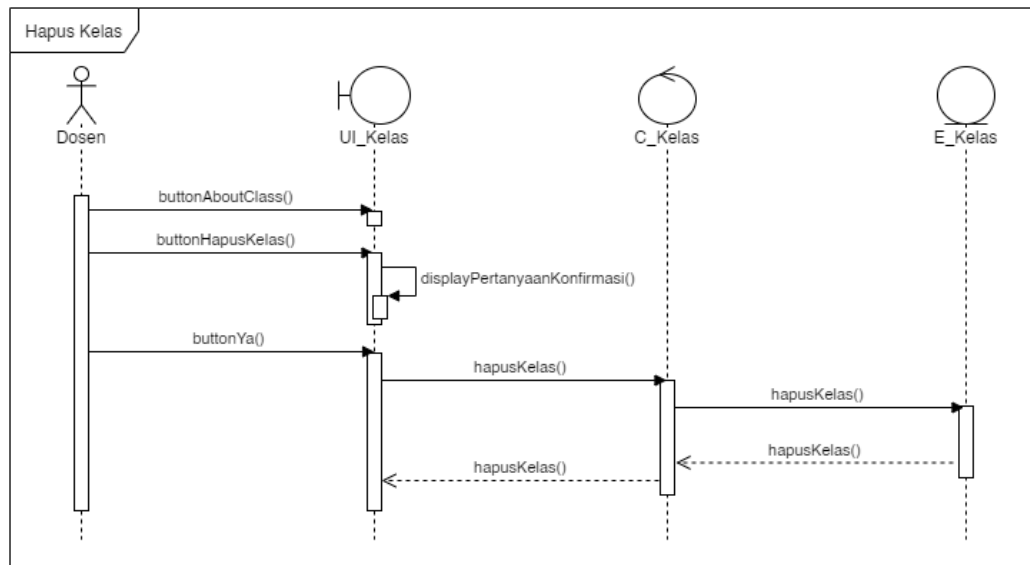 Hapus Kelas
Dosen
UI_Kelas
C_Kelas
E_Kelas
buttonAboutClass()
buttonHapusKelas()
displayPertanyaanKonfirmasi()
buttonYa()
hapusKelas()
hapusKelas()
hapusKelas()
hapusKelas()